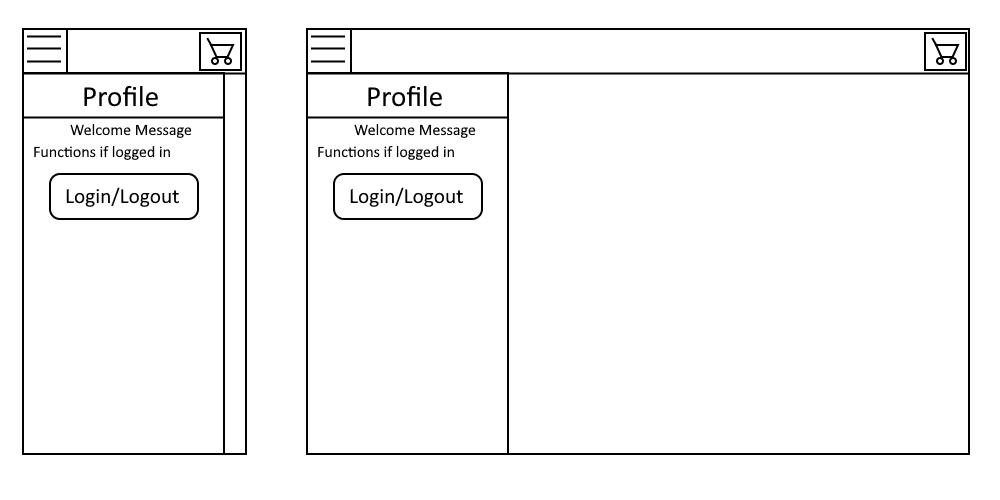 Profile
Welcome Message
Functions if logged in
Login/Logout
Profile
Welcome Message
Functions if logged in
Login/Logout